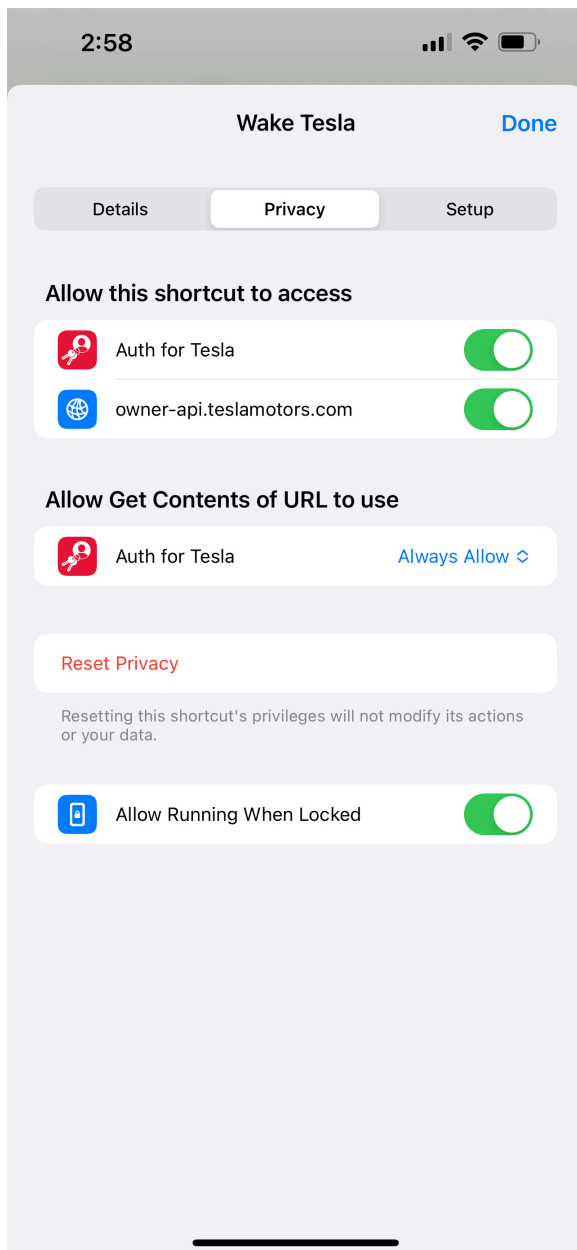 2:58
Wake Tesla
Done
Details
Privacy
Setup
Allow this shortcut to access
Auth for Tesla
owner-api.teslamotors.com
Allow Get Contents of URL to use
Auth for Tesla
Always Allow
Reset Privacy
Resetting this shortcut's privileges will not modify its actions
or your data.
Allow Running When Locked